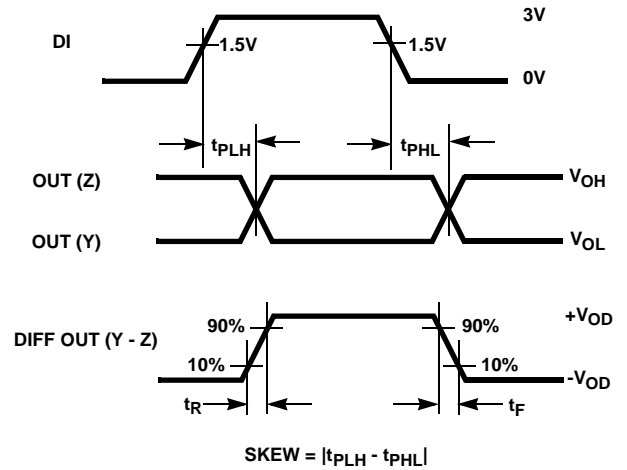 3V
DI
1.5V
1.5V
0V
tPLH
tPHL
OUT (Z)
VOH
OUT (Y)
VOL
+VOD
90%
90%
DIFF OUT (Y - Z)
10%
10%
-VOD
tR
tF
SKEW = |tPLH - tPHL|